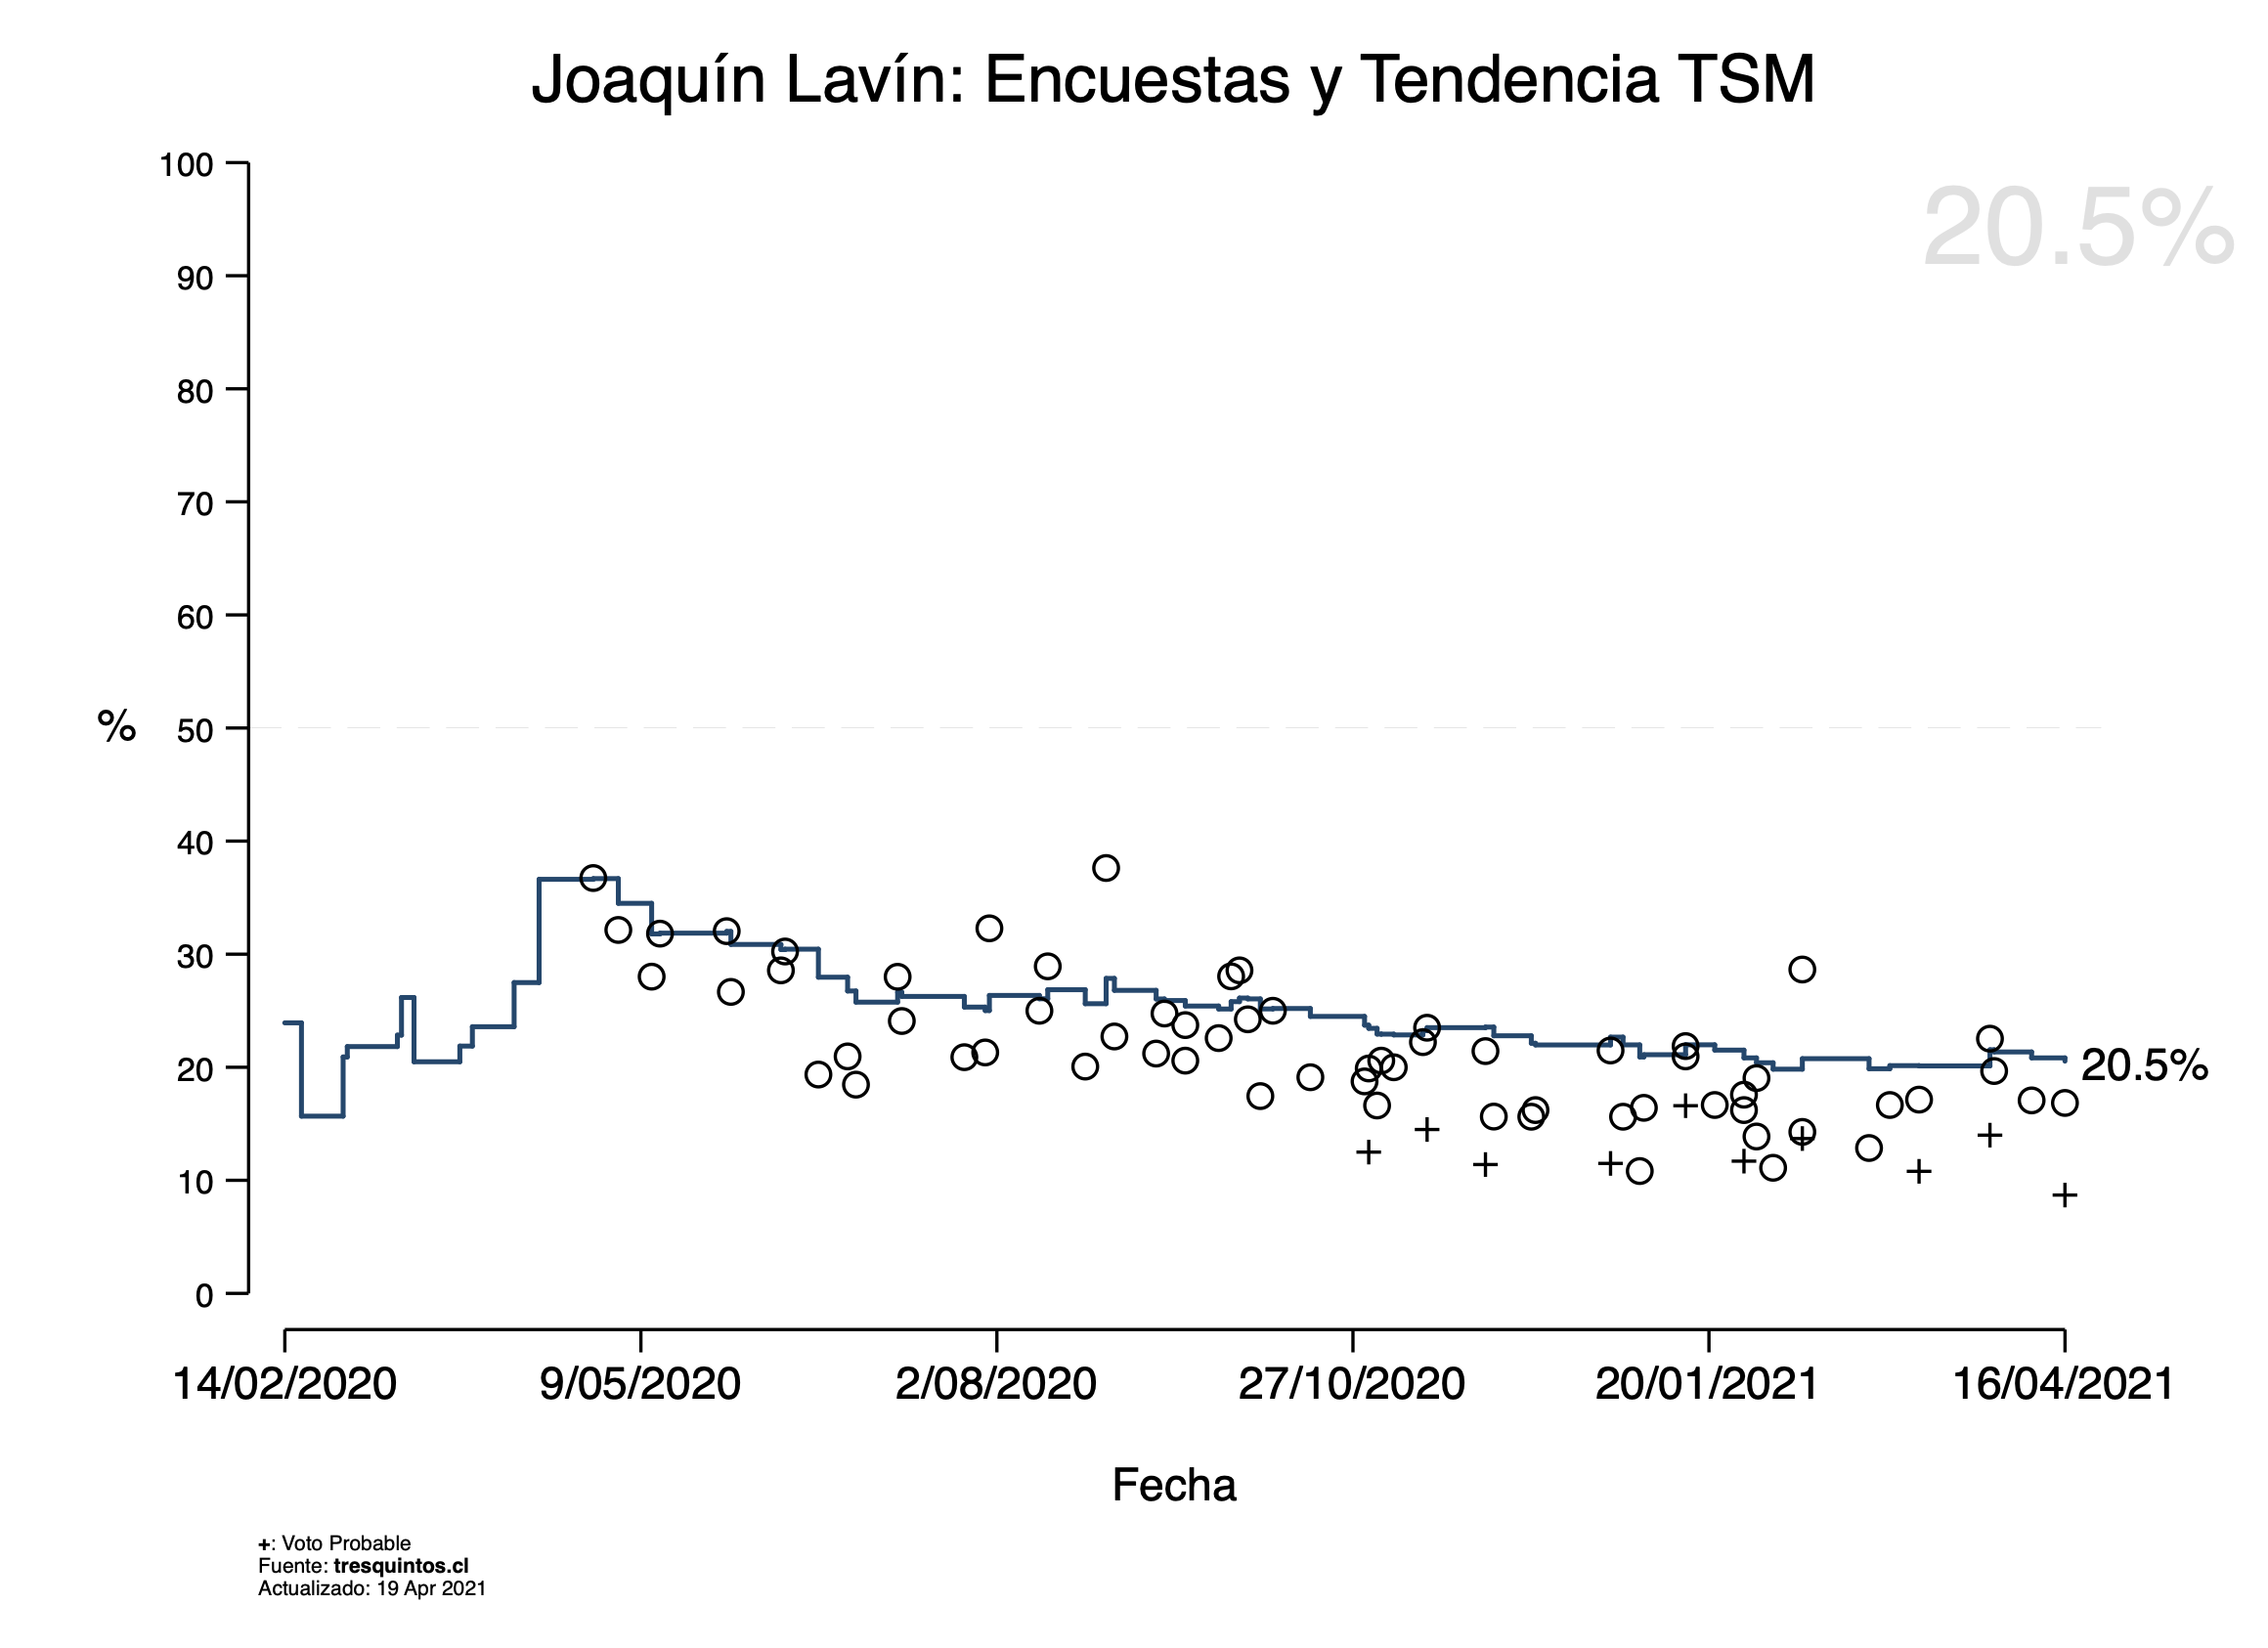 Joaquín Lavín: Encuestas y Tendencia TSM
20.5%
100
90
80
70
60
50
40
30
20
10
0
%
20.5%
14/02/2020 9/05/2020 2/08/2020 27/10/2020 20/01/2021 16/04/2021
Fecha
+: Voto Probable
Fuente: tresquintos.cl
Actualizado: 19 Apr 2021